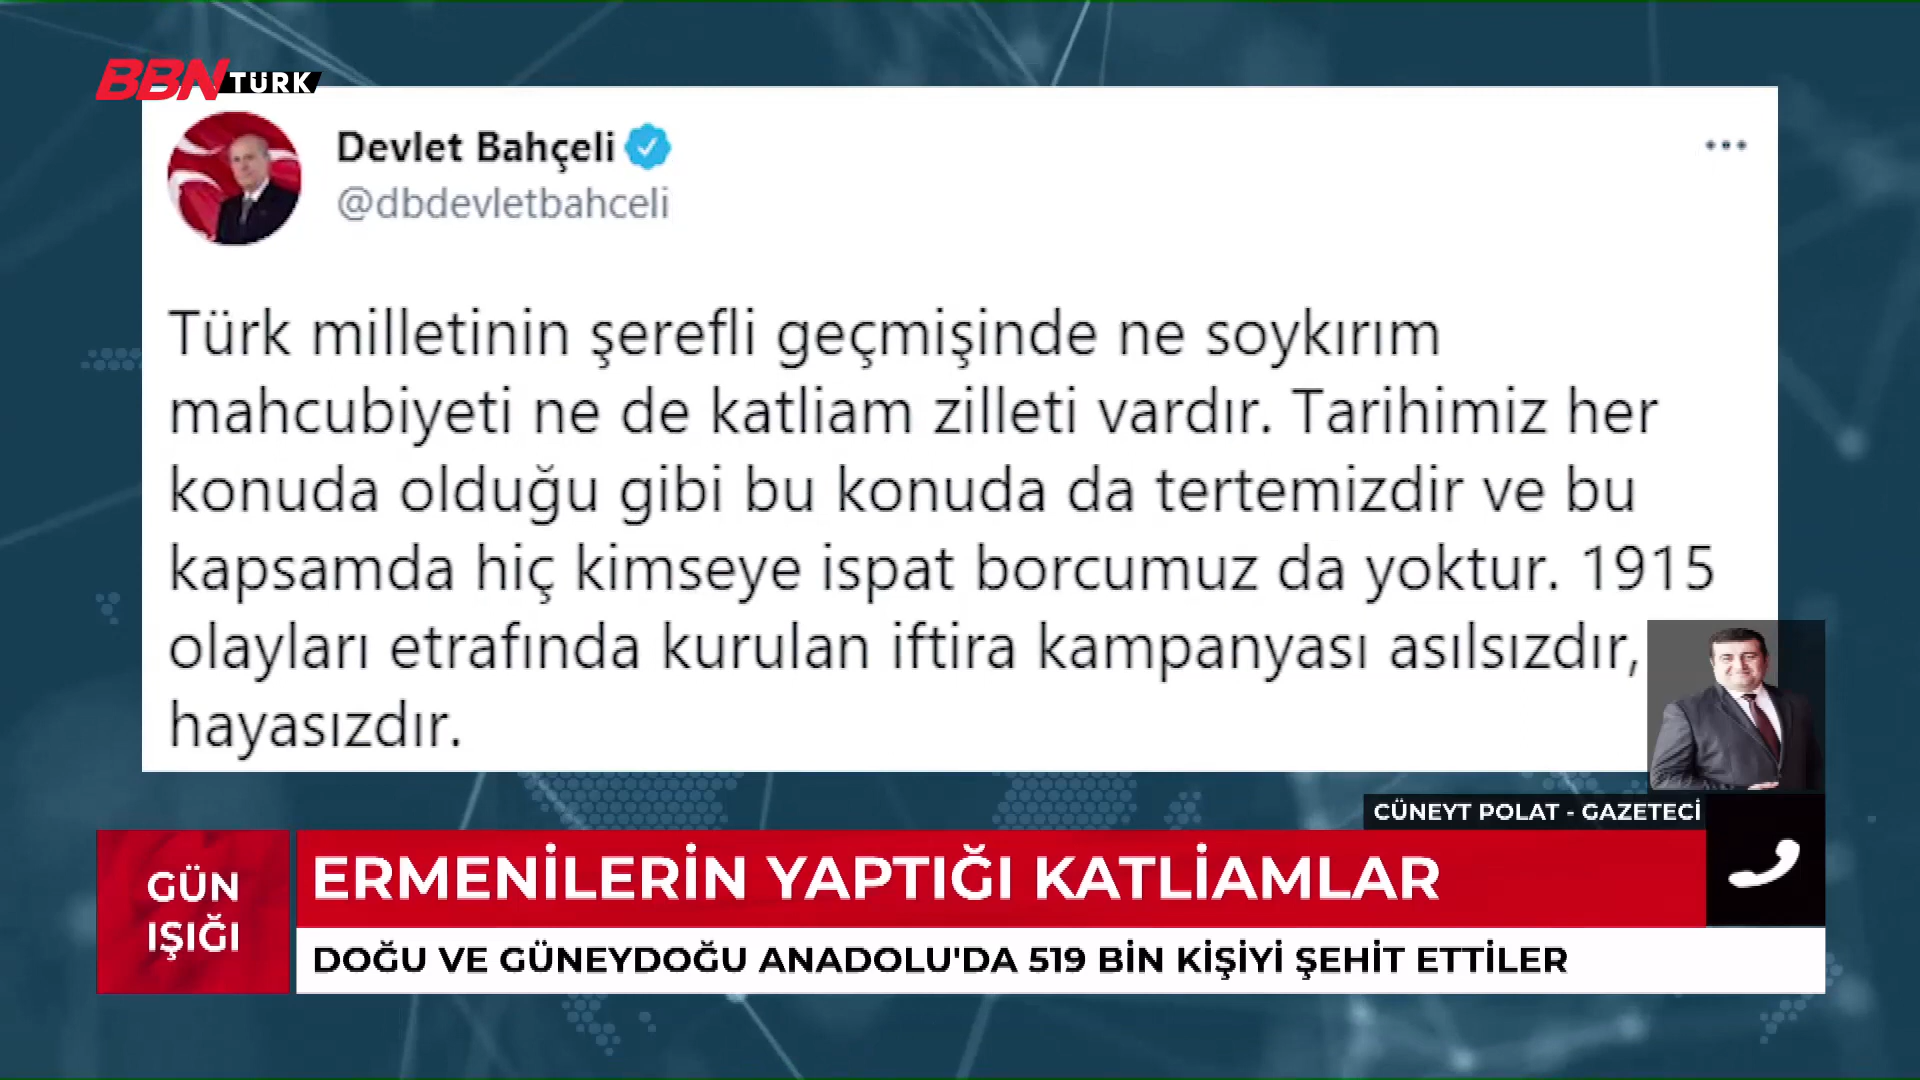 BBN TÜRK
Devlet Bahçeli
@dbdevletbahceli
Türk milletinin şerefli geçmişinde ne soykırım
mahcubiyeti ne de katliam zilleti vardır. Tarihimiz her
konuda olduğu gibi bu konuda da tertemizdir ve bu
kapsamda hiç kimseye ispat borcumuz da yoktur. 1915
olayları etrafında kurulan iftira kampanyası asılsızdır,
hayasızdır.
CÜNEYT POLAT - GAZETECİ
GÜN
IŞIĞI
ERMENİLERİN YAPTIĞI KATLİAMLAR
DOĞU VE GÜNEYDOĞU ANADOLU'DA 519 BİN KİŞİYİ ŞEHİT ETTİLER